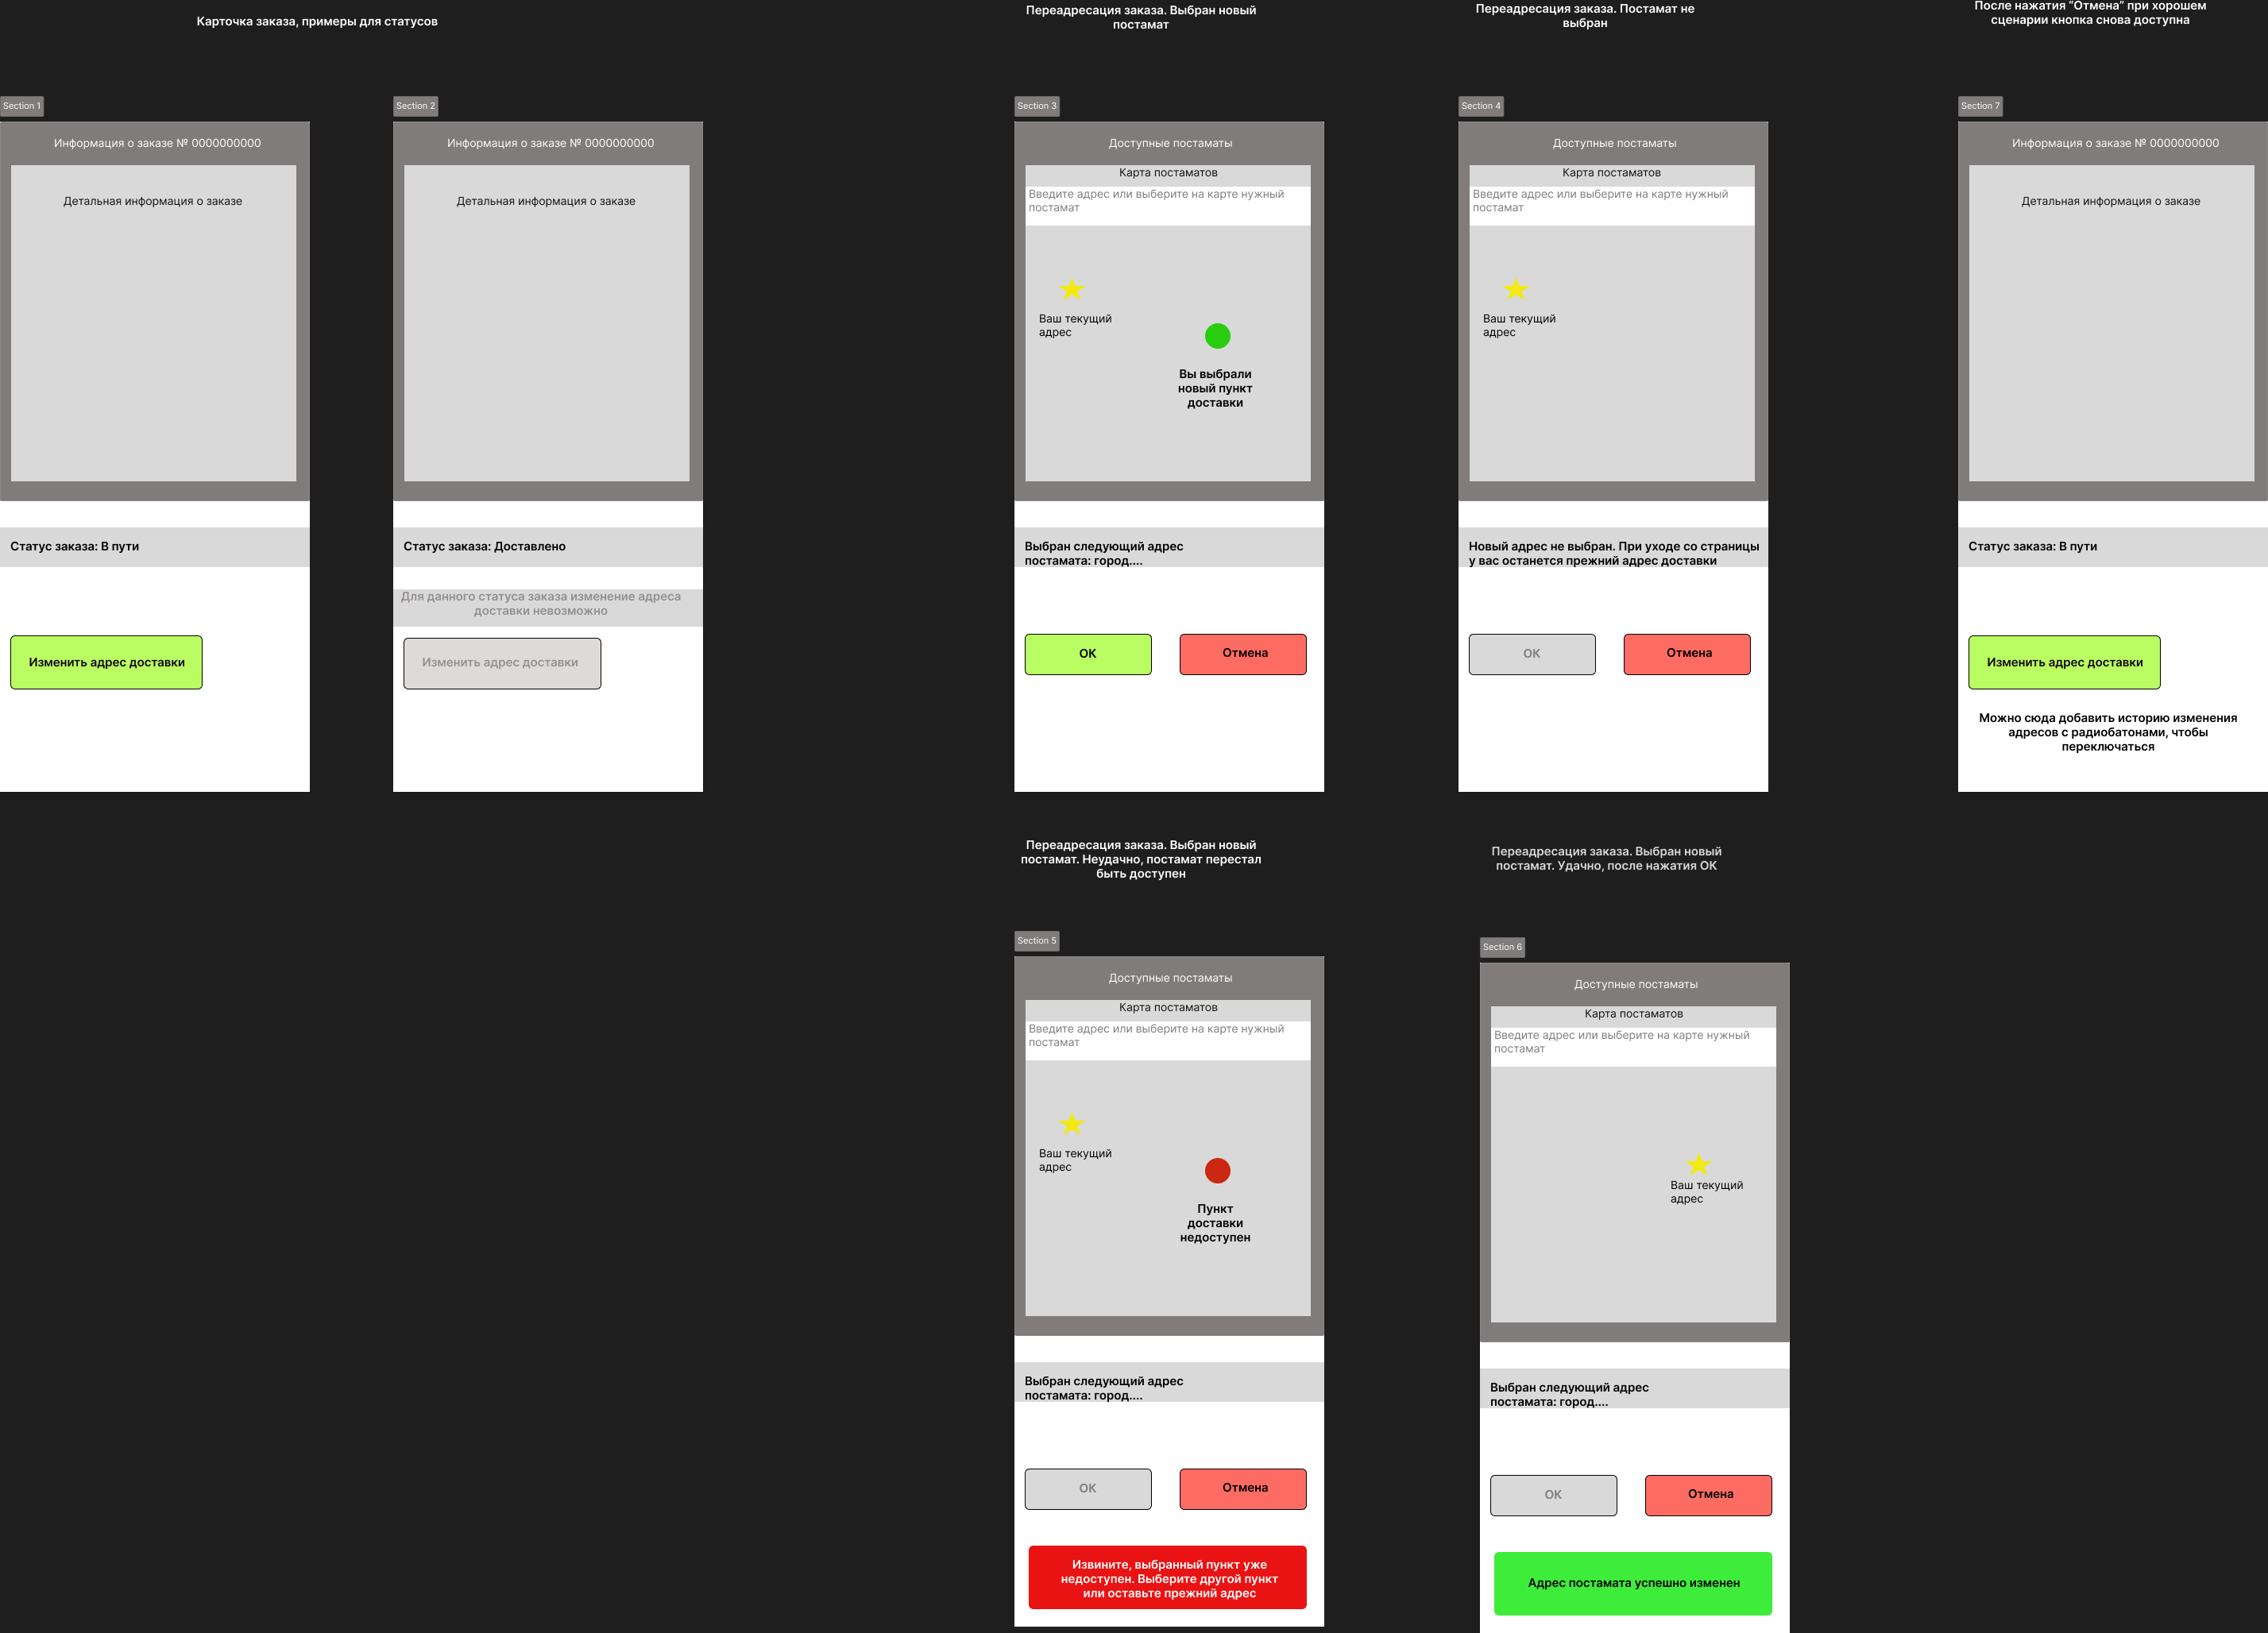 Карточка заказа, примеры для статусов
Переадресация заказа. Выбран новый
постамат
Переадресация заказа. Постамат не
выбран
После нажатия “Отмена” при хорошем
сценарии кнопка снова доступна
Section 1
Информация о заказе № 0000000000
Детальная информация о заказе
Статус заказа: В пути
Изменить адрес доставки
Section 2
Информация о заказе № 0000000000
Детальная информация о заказе
Статус заказа: Доставлено
Для данного статуса заказа изменение адреса
доставки невозможно
Изменить адрес доставки
Section 3
Доступные постаматы
Карта постаматов
Введите адрес или выберите на карте нужный
постамат
Ваш текущий
адрес
Вы выбрали
новый пункт
доставки
Выбран следующий адрес
постамата: город....
ОК
Отмена
Section 4
Доступные постаматы
Карта постаматов
Введите адрес или выберите на карте нужный
постамат
Ваш текущий
адрес
Новый адрес не выбран. При уходе со страницы
у вас останется прежний адрес доставки
ОК
Отмена
Section 7
Информация о заказе № 0000000000
Детальная информация о заказе
Статус заказа: В пути
Изменить адрес доставки
Можно сюда добавить историю изменения
адресов с радиобатонами, чтобы
переключаться
Переадресация заказа. Выбран новый
постамат. Неудачно, постамат перестал
быть доступен
Section 5
Доступные постаматы
Карта постаматов
Введите адрес или выберите на карте нужный
постамат
Ваш текущий
адрес
Пункт
доставки
недоступен
Выбран следующий адрес
постамата: город....
ОК
Отмена
Извините, выбранный пункт уже
недоступен. Выберите другой пункт
или оставьте прежний адрес
Переадресация заказа. Выбран новый
постамат. Удачно, после нажатия ОК
Section 6
Доступные постаматы
Карта постаматов
Введите адрес или выберите на карте нужный
постамат
Ваш текущий
адрес
Выбран следующий адрес
постамата: город....
ОК
Отмена
Адрес постамата успешно изменен